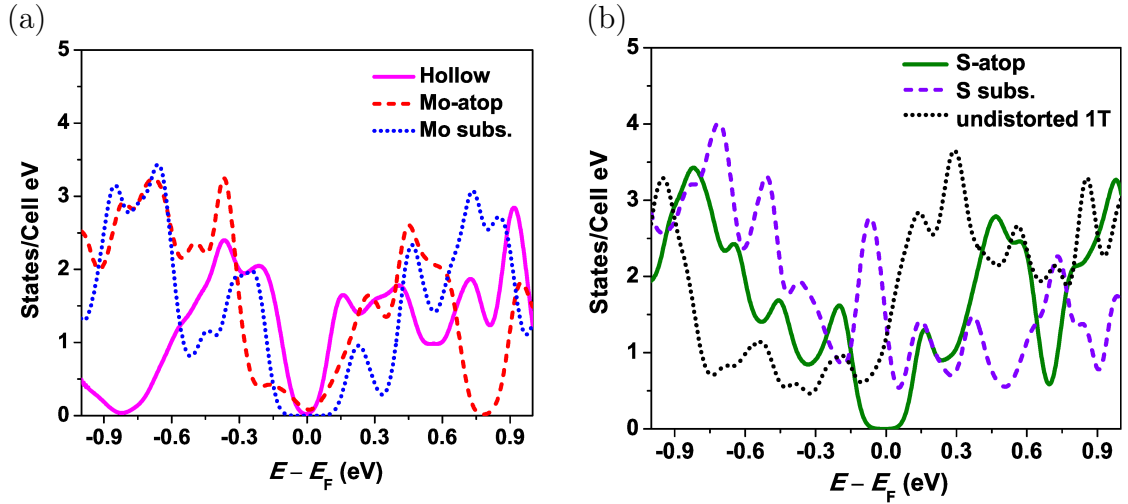 (a)
5
4
3
2
1
0
States/Cell eV
Hollow
Mo-atop
Mo subs.
-0.9 -0.6 -0.3 0.0 0.3 0.6 0.9
E – E_F (eV)
(b)
5
4
3
2
1
0
States/Cell eV
S-atop
S subs.
undistorted 1T
-0.9 -0.6 -0.3 0.0 0.3 0.6 0.9
E – E_F (eV)